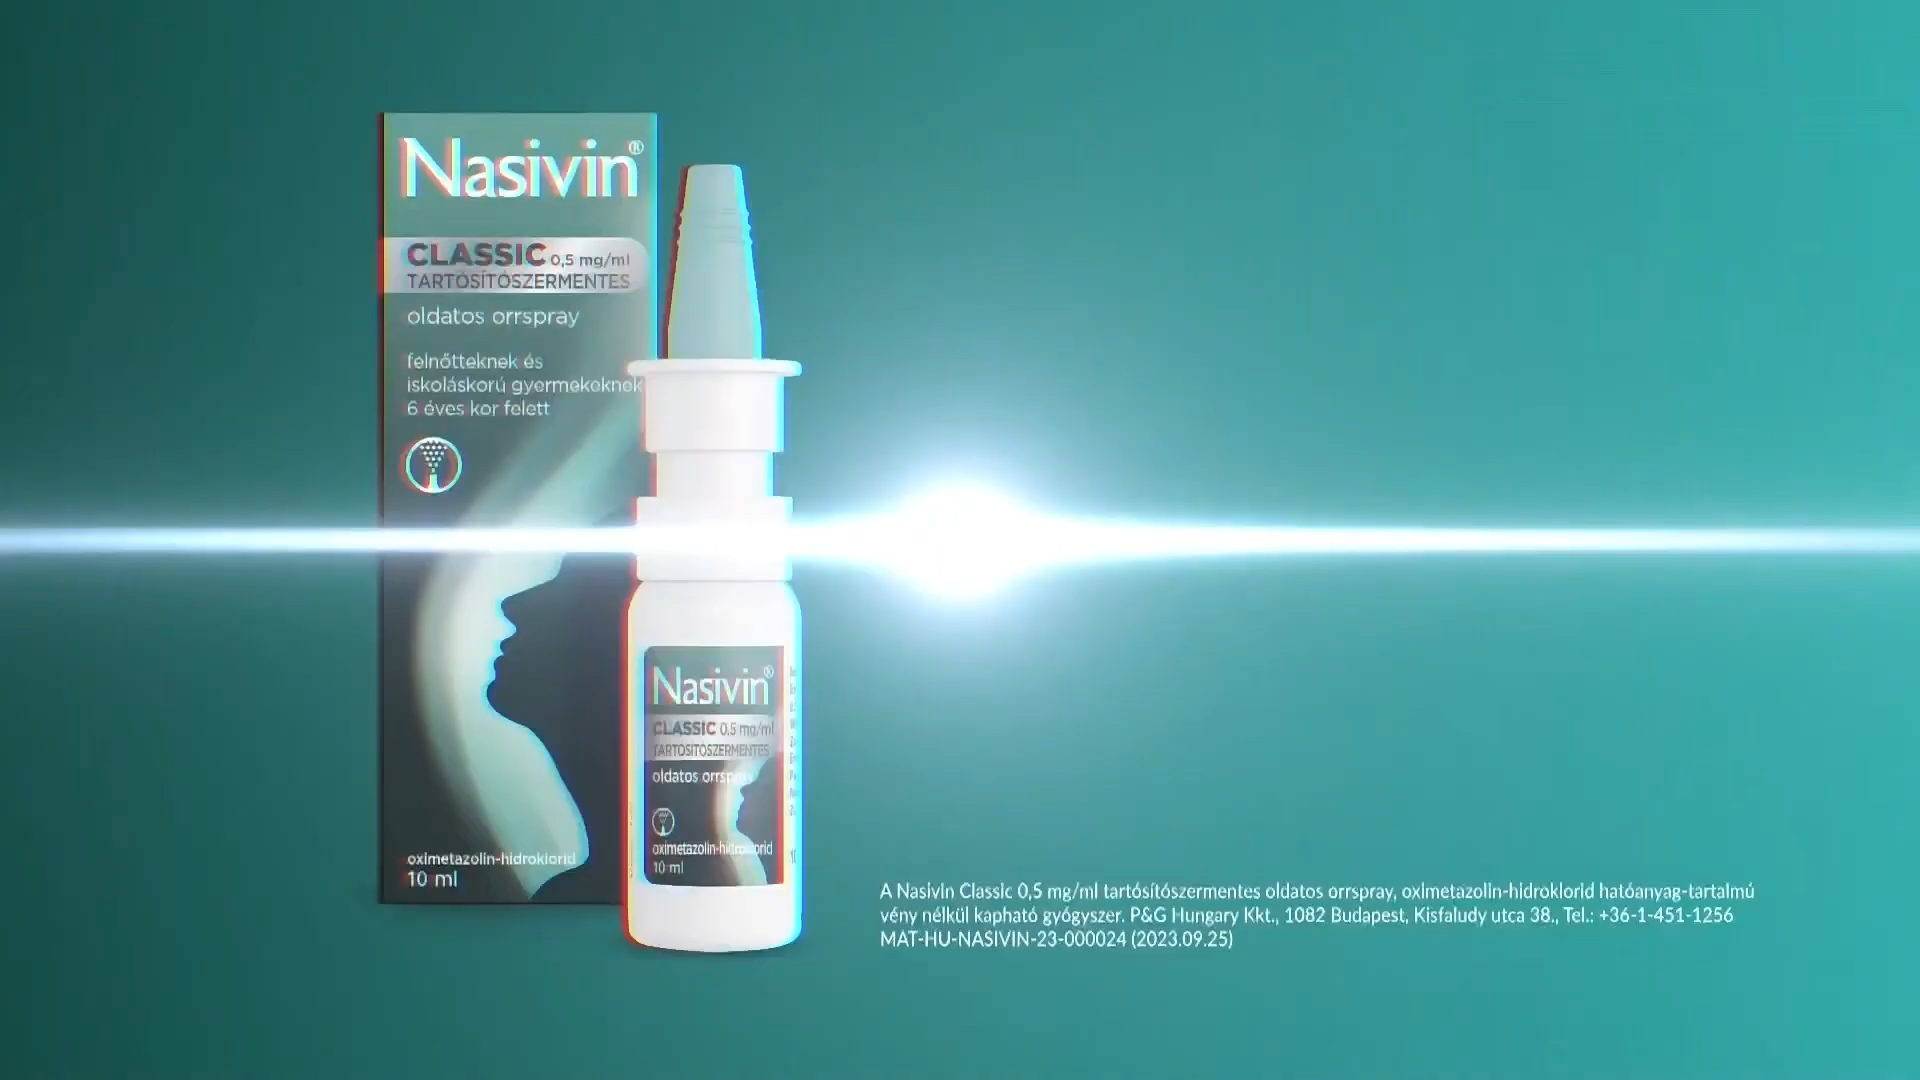 Nasivin®
CLASSIC 0,5 mg/ml
TARTÓSÍTÓSZERMENTES
oldatos orrspray
felnőtteknek és
iskoláskorú gyermekeknek
6 éves kor felett
oximetazolin-hidroklorid
10 ml
Nasivin®
CLASSIC 0,5 mg/ml
TARTÓSÍTÓSZERMENTES
oldatos orrspray
oximetazolin-hidroklorid
10 ml
A Nasivin Classic 0,5 mg/ml tartósítószermentes oldatos orrspray, oximetazolin-hidroklorid hatóanyag-tartalmú
vény nélkül kapható gyógyszer. P&G Hungary Kkt., 1082 Budapest, Kisfaludy utca 38., Tel.: +36-1-451-1256
MAT-HU-NASIVIN-23-000024 (2023.09.25)